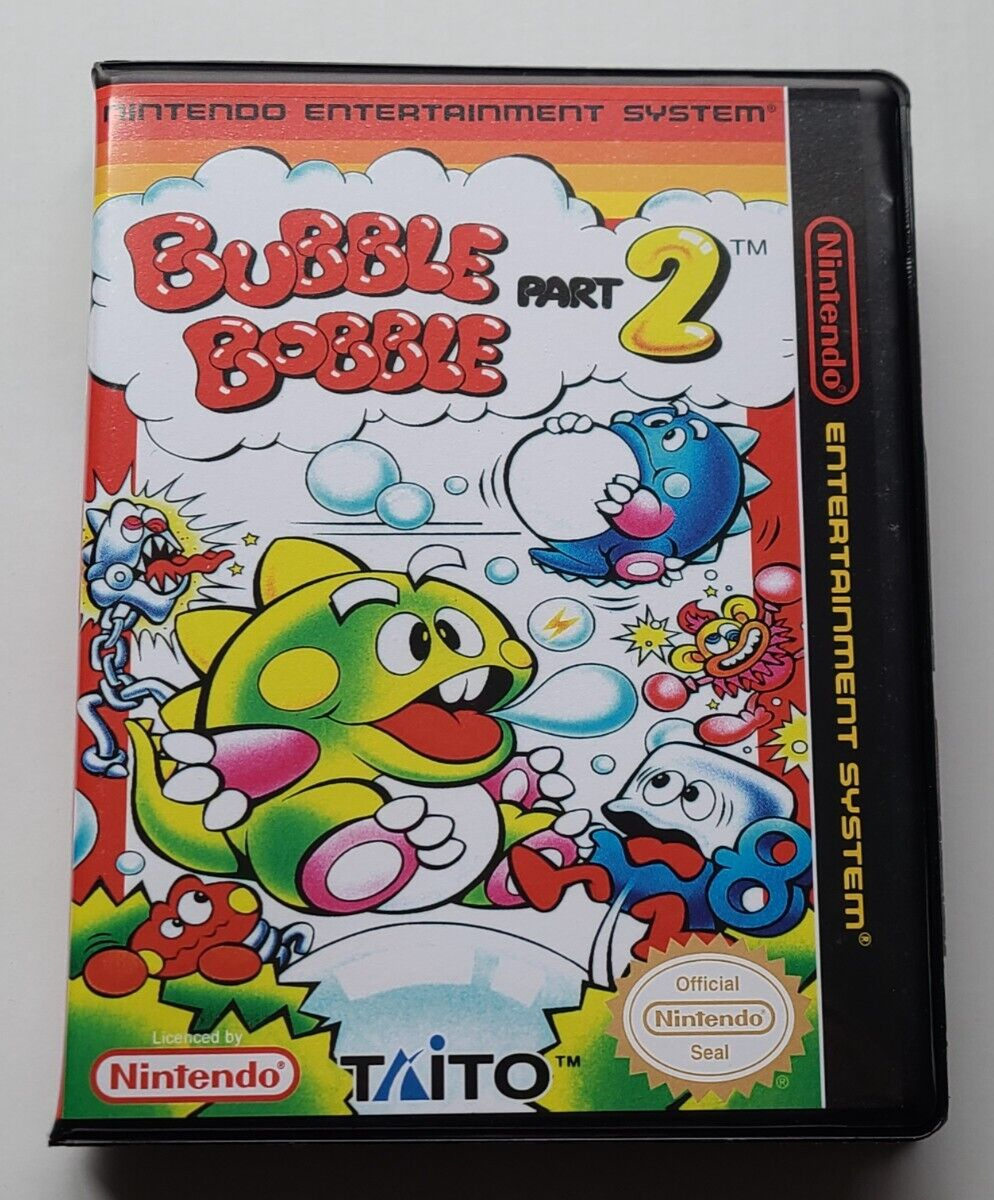 NINTENDO ENTERTAINMENT SYSTEM®
BUBBLE
BOBBLE
PART 2™
Nintendo®
ENTERTAINMENT SYSTEM®
Official
Nintendo
Seal
®
Licenced by
Nintendo®
TAITO™